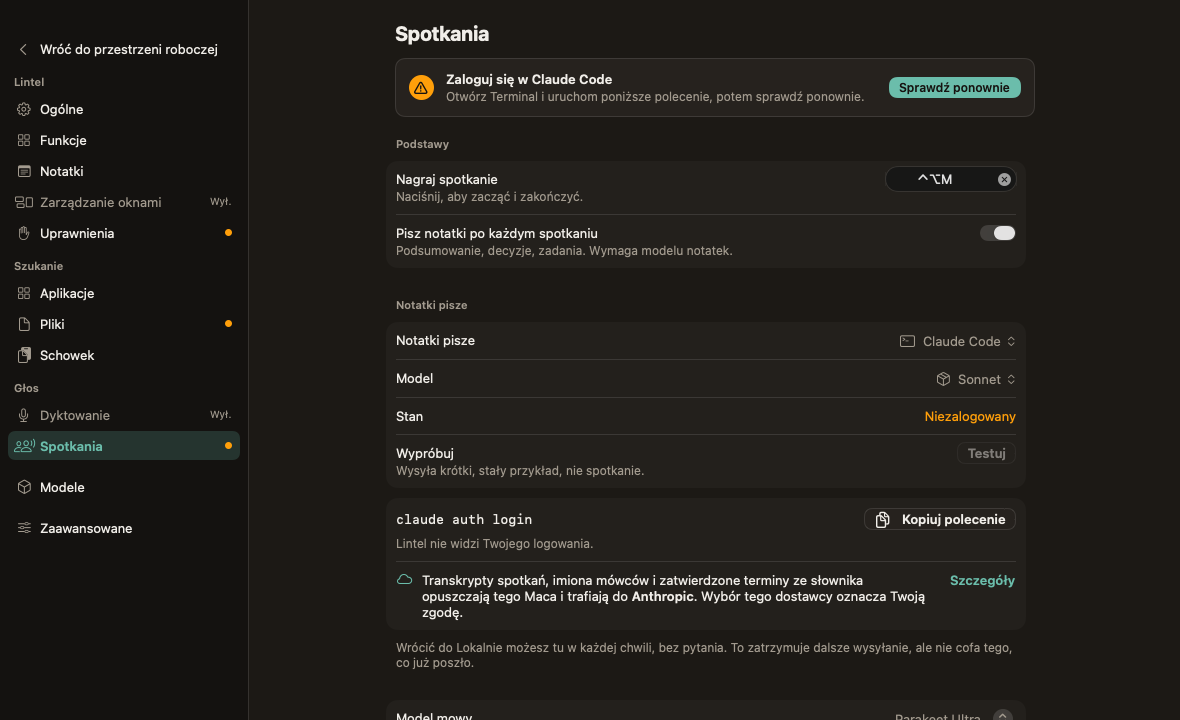 Wróć do przestrzeni roboczej
Lintel
Ogólne
Funkcje
Notatki
Zarządzanie oknami Wył.
Uprawnienia
Szukanie
Aplikacje
Pliki
Schowek
Głos
Dyktowanie Wył.
Spotkania
Modele
Zaawansowane
Spotkania
Zaloguj się w Claude Code
Otwórz Terminal i uruchom poniższe polecenie, potem sprawdź ponownie.
Sprawdź ponownie
Podstawy
Nagraj spotkanie
Naciśnij, aby zacząć i zakończyć.
⌃⌥M
Pisz notatki po każdym spotkaniu
Podsumowanie, decyzje, zadania. Wymaga modelu notatek.
Notatki pisze
Notatki pisze Claude Code
Model Sonnet
Stan Niezalogowany
Wypróbuj
Wysyła krótki, stały przykład, nie spotkanie.
Testuj
claude auth login
Kopiuj polecenie
Lintel nie widzi Twojego logowania.
Transkrypty spotkań, imiona mówców i zatwierdzone terminy ze słownika
opuszczają tego Maca i trafiają do Anthropic. Wybór tego dostawcy oznacza Twoją
zgodę.
Szczegóły
Wrócić do Lokalnie możesz tu w każdej chwili, bez pytania. To zatrzymuje dalsze wysyłanie, ale nie cofa tego,
co już poszło.
Model mowy Parakeet Ultra